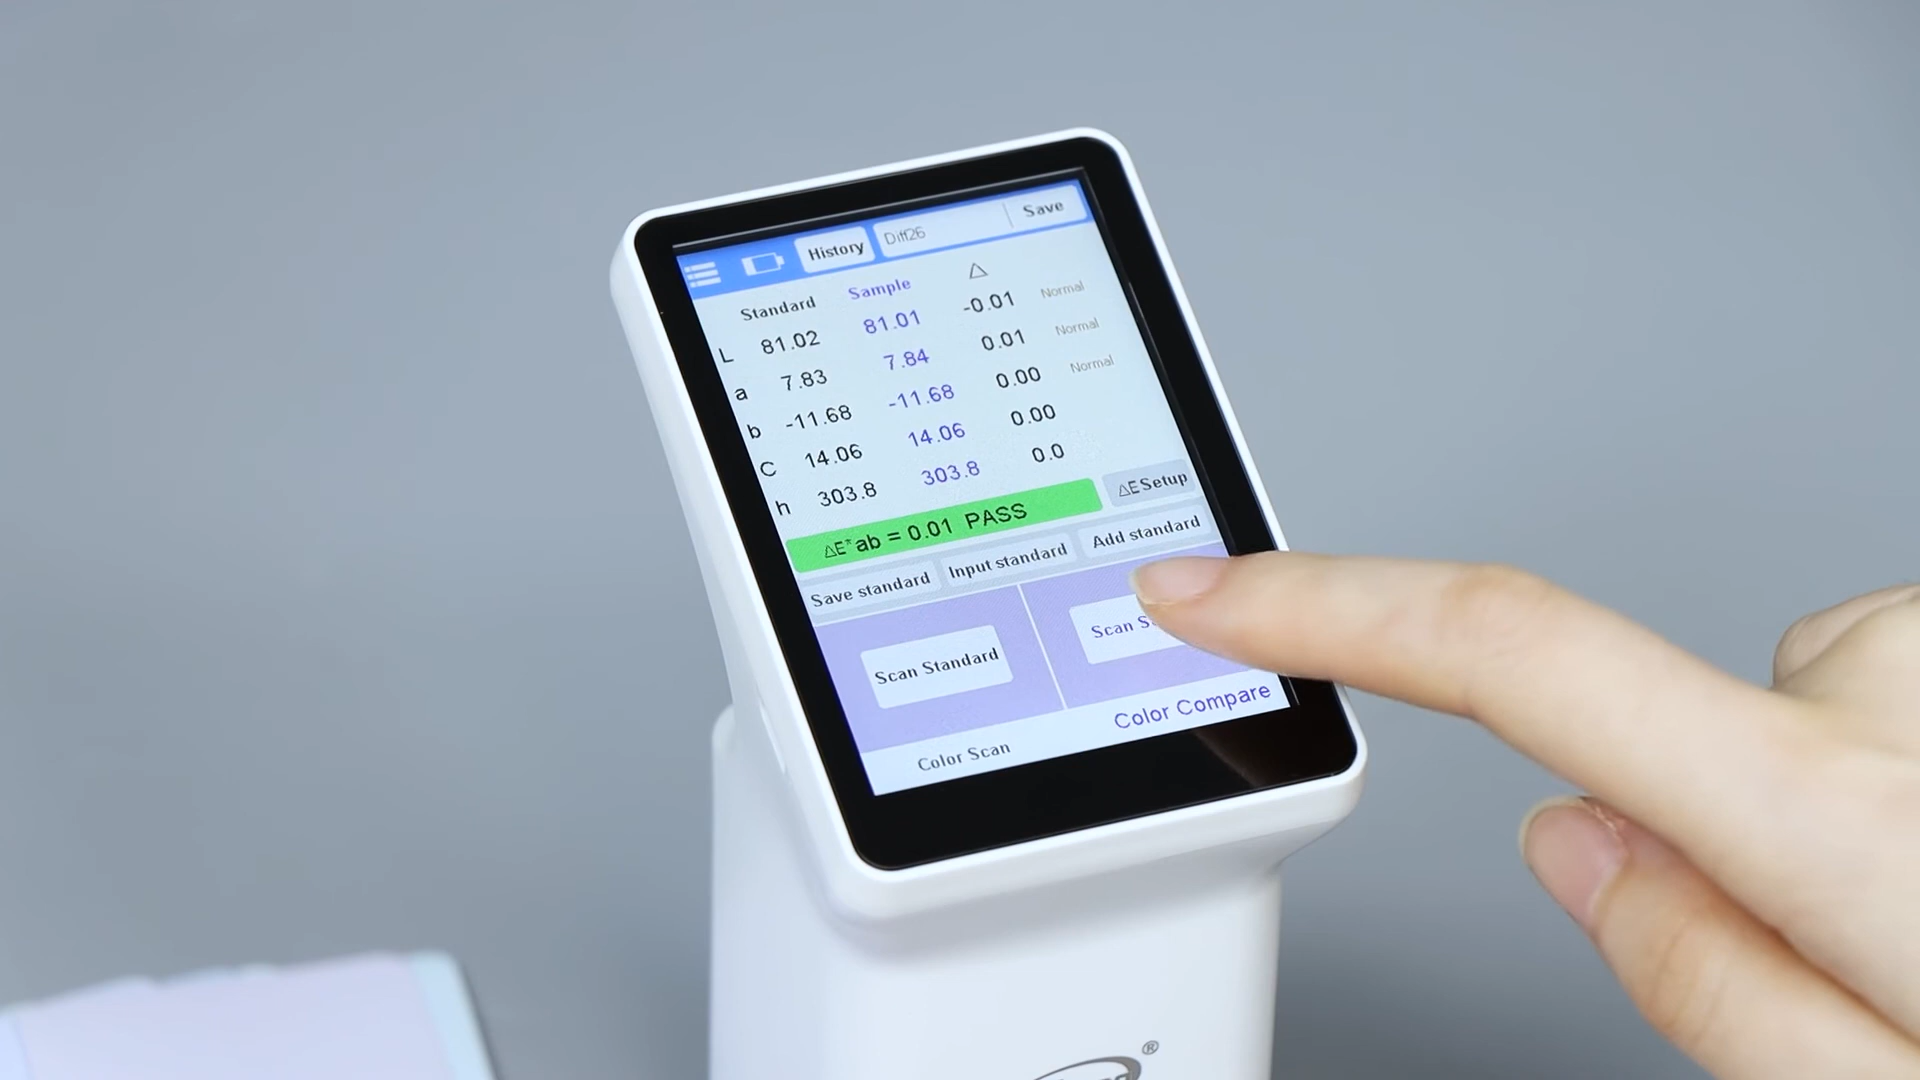 History Diff26 Save
Standard Sample △
L 81.02 81.01 -0.01 Normal
a 7.83 7.84 0.01 Normal
b -11.68 -11.68 0.00 Normal
C 14.06 14.06 0.00
h 303.8 303.8 0.0
△E*ab = 0.01 PASS △E Setup
Save standard Input standard Add standard
Scan Standard Scan
Color Scan Color Compare
®